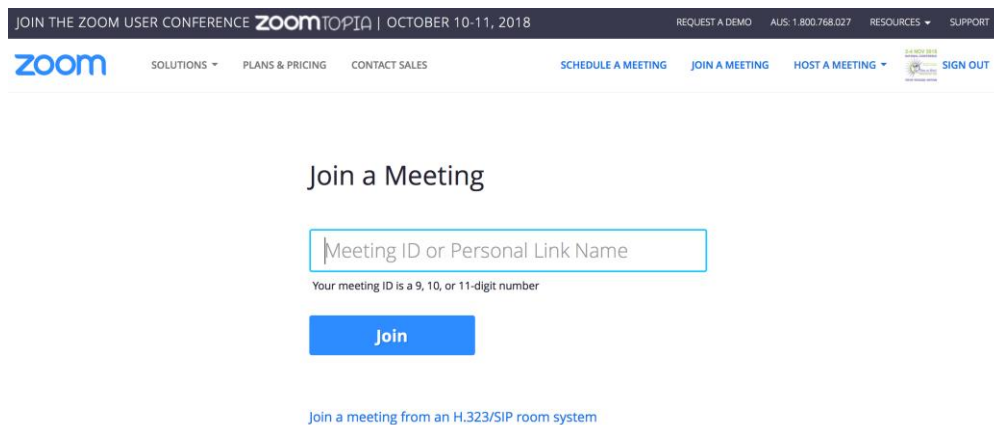 JOIN THE ZOOM USER CONFERENCE ZOOMTOPIA | OCTOBER 10-11, 2018 REQUEST A DEMO AUS: 1.800.768.027 RESOURCES SUPPORT
zoom SOLUTIONS PLANS & PRICING CONTACT SALES SCHEDULE A MEETING JOIN A MEETING HOST A MEETING SIGN OUT
Join a Meeting
Meeting ID or Personal Link Name
Your meeting ID is a 9, 10, or 11-digit number
Join
Join a meeting from an H.323/SIP room system